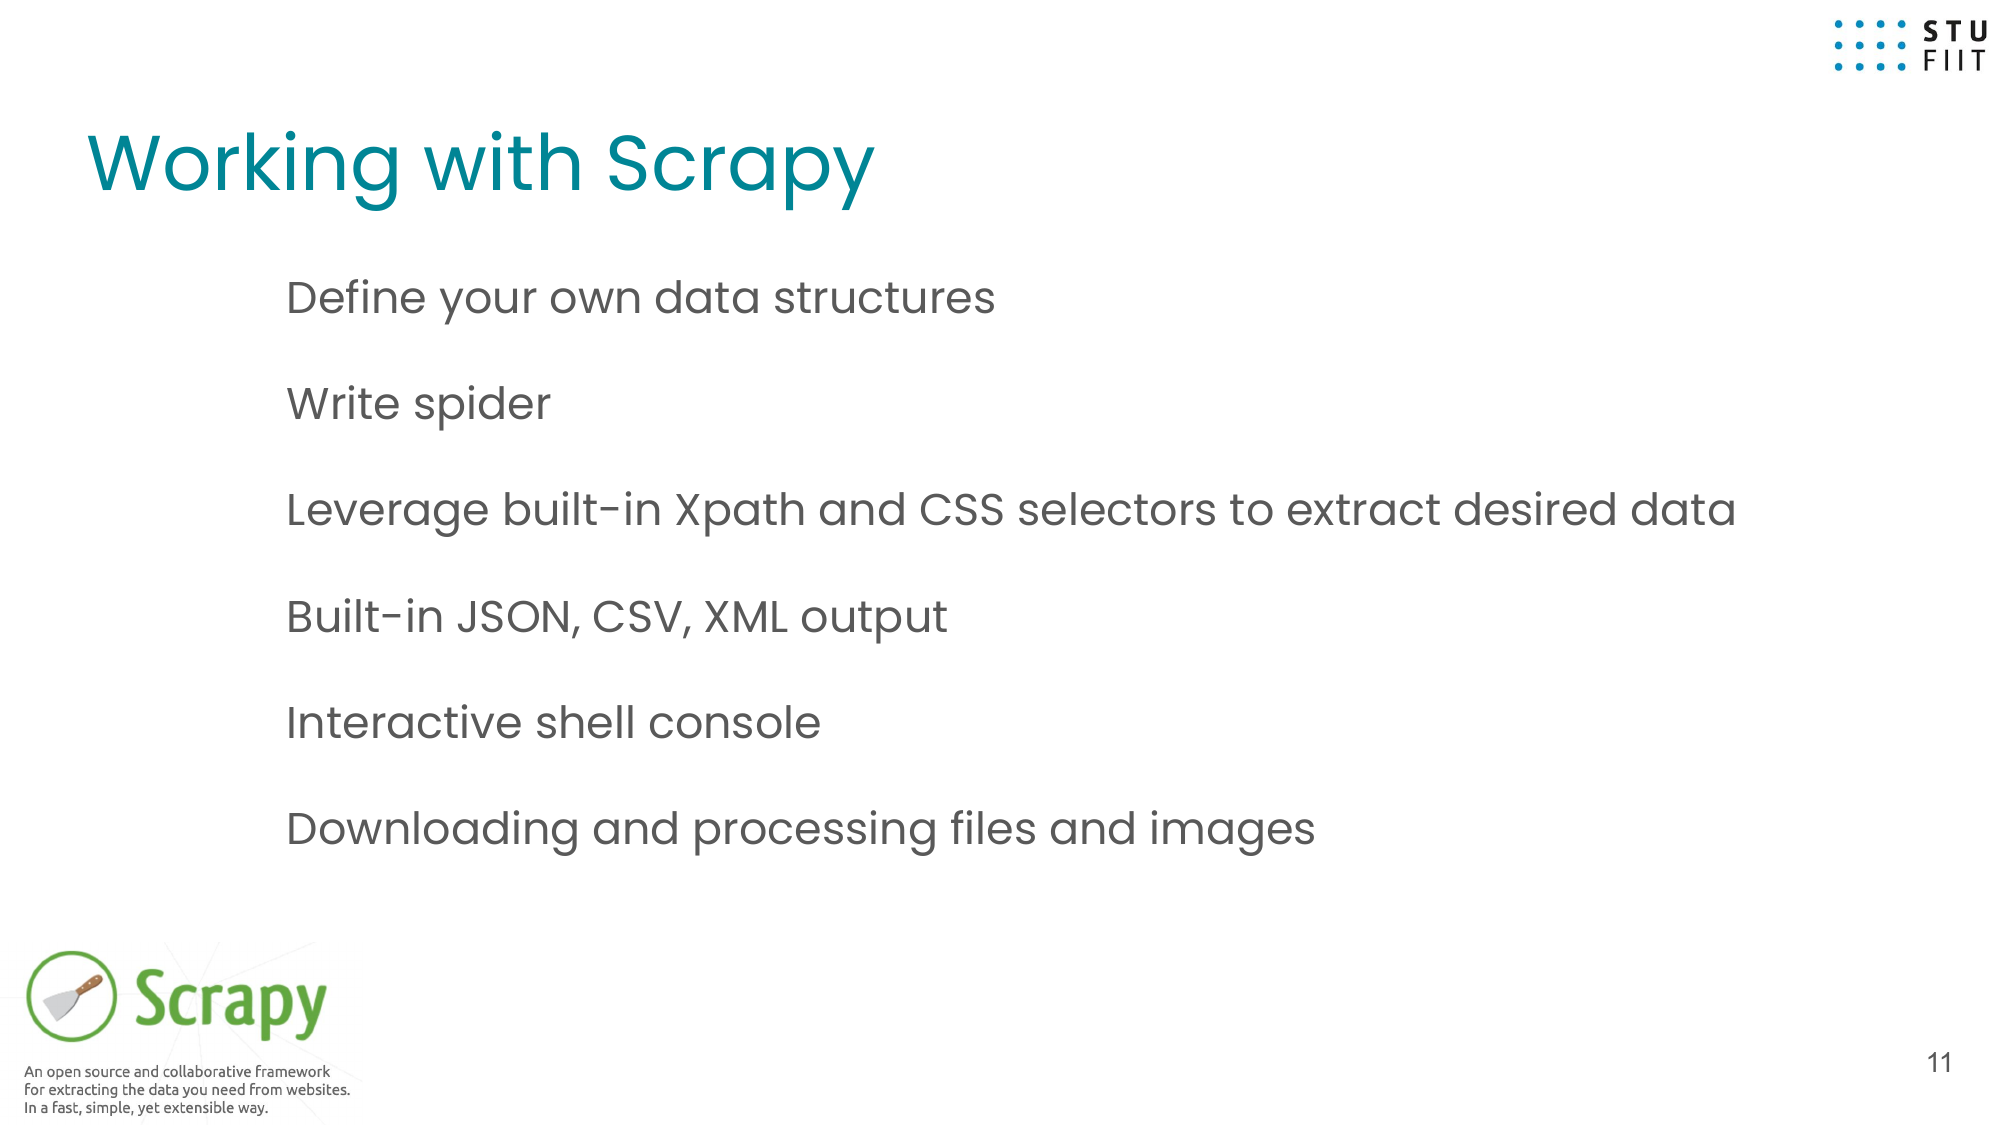 STU
FIIT
Working with Scrapy
Define your own data structures
Write spider
Leverage built-in Xpath and CSS selectors to extract desired data
Built-in JSON, CSV, XML output
Interactive shell console
Downloading and processing files and images
Scrapy
An open source and collaborative framework
for extracting the data you need from websites.
In a fast, simple, yet extensible way.
11